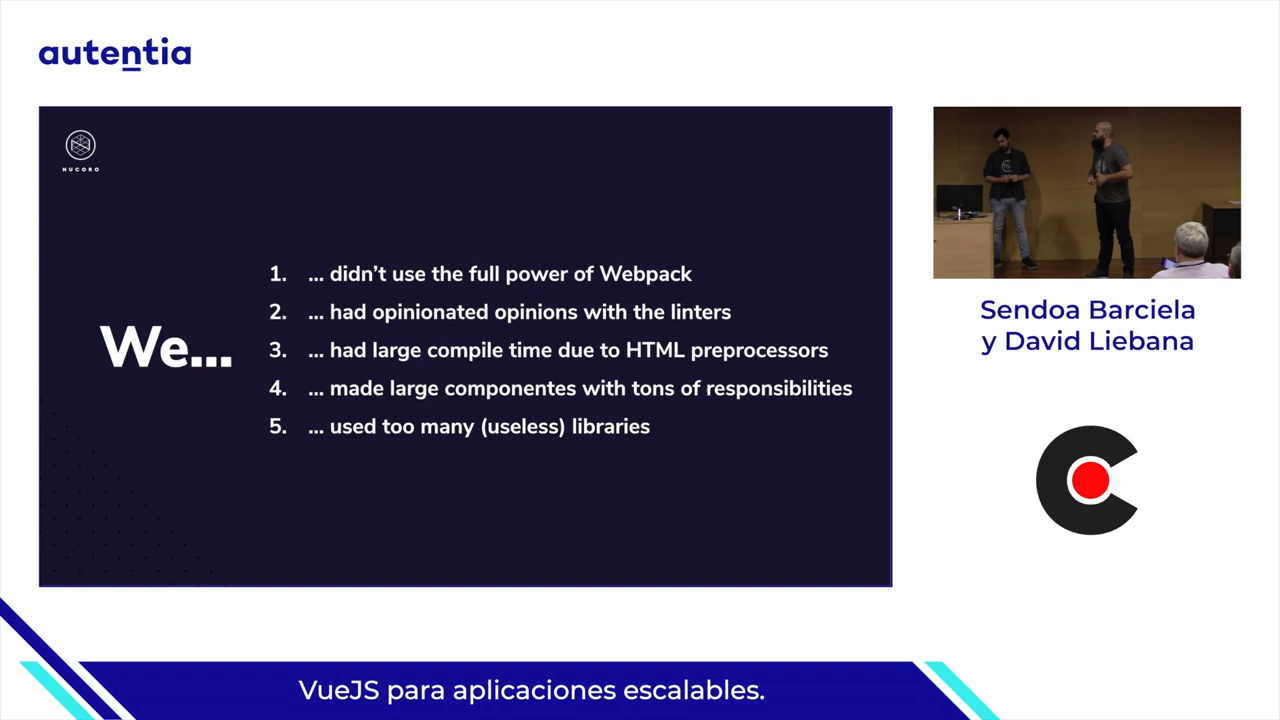 autentia
NUCORO
We...
1. ... didn't use the full power of Webpack
2. ... had opinionated opinions with the linters
3. ... had large compile time due to HTML preprocessors
4. ... made large componentes with tons of responsibilities
5. ... used too many (useless) libraries
Sendoa Barciela
y David Liebana
VueJS para aplicaciones escalables.